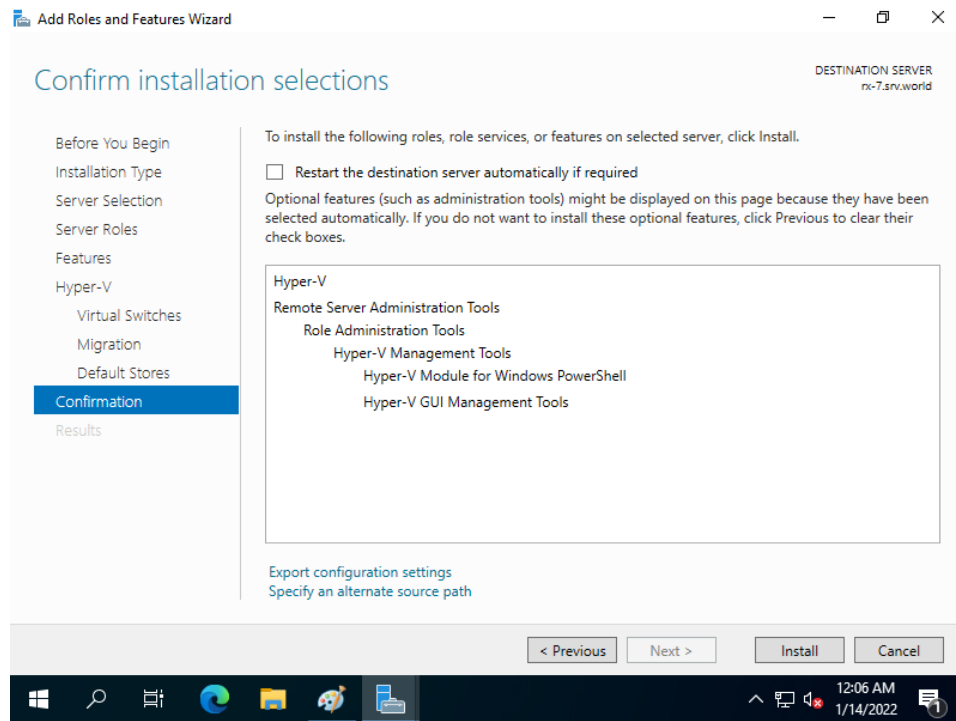 Add Roles and Features Wizard
Confirm installation selections
DESTINATION SERVER
rx-7.srv.world
Before You Begin
Installation Type
Server Selection
Server Roles
Features
Hyper-V
Virtual Switches
Migration
Default Stores
Confirmation
Results
To install the following roles, role services, or features on selected server, click Install.
Restart the destination server automatically if required
Optional features (such as administration tools) might be displayed on this page because they have been
selected automatically. If you do not want to install these optional features, click Previous to clear their
check boxes.
Hyper-V
Remote Server Administration Tools
Role Administration Tools
Hyper-V Management Tools
Hyper-V Module for Windows PowerShell
Hyper-V GUI Management Tools
Export configuration settings
Specify an alternate source path
< Previous
Next >
Install
Cancel
12:06 AM
1/14/2022
1